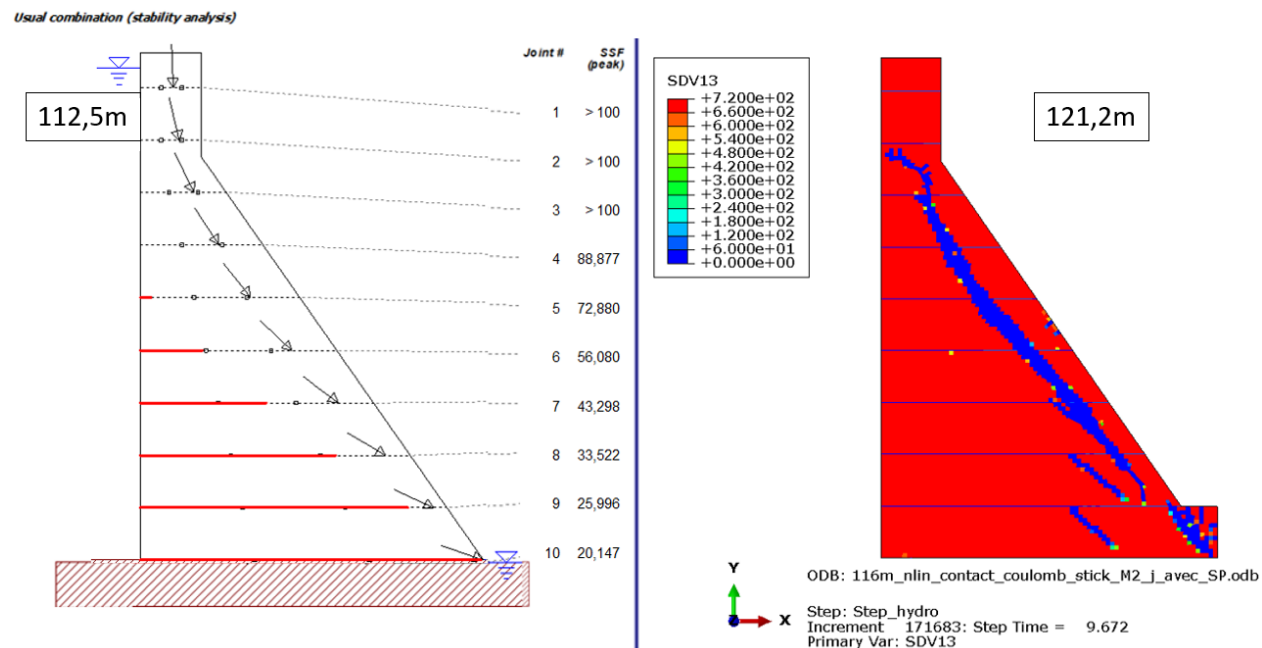 Usual combination (stability analysis)
Joint # SSF
(peak)
112,5m
1 > 100
2 > 100
3 > 100
4 88,877
5 72,880
6 56,080
7 43,298
8 33,522
9 25,996
10 20,147
SDV13
+7.200e+02
+6.600e+02
+6.000e+02
+5.400e+02
+4.800e+02
+4.200e+02
+3.600e+02
+3.000e+02
+2.400e+02
+1.800e+02
+1.200e+02
+6.000e+01
+0.000e+00
121,2m
Y
X
ODB: 116m_nlin_contact_coulomb_stick_M2_j_avec_SP.odb
Step: Step_hydro
Increment 171683: Step Time = 9.672
Primary Var: SDV13